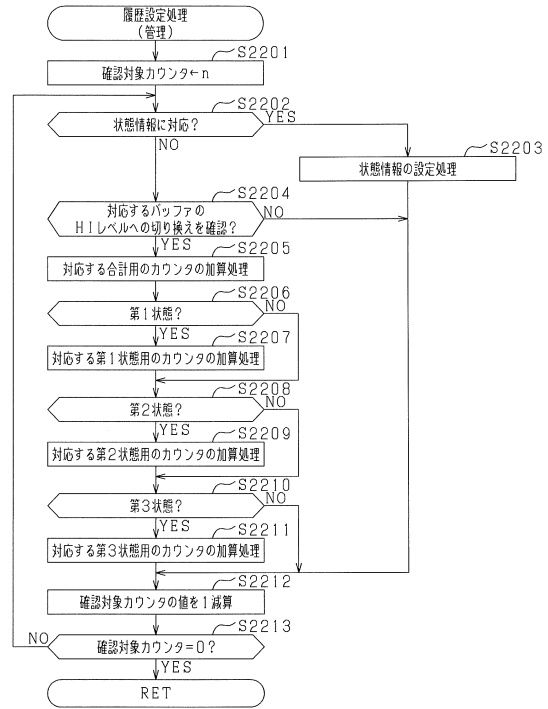 履歴設定処理
(管理)
S2201
確認対象カウンタ←n
S2202
状態情報に対応?
YES
NO
S2203
状態情報の設定処理
S2204
対応するバッファの
HIレベルへの切り換えを確認?
NO
YES
S2205
対応する合計用のカウンタの加算処理
S2206
第1状態?
NO
YES
S2207
対応する第1状態用のカウンタの加算処理
S2208
第2状態?
NO
YES
S2209
対応する第2状態用のカウンタの加算処理
S2210
第3状態?
NO
YES
S2211
対応する第3状態用のカウンタの加算処理
S2212
確認対象カウンタの値を1減算
S2213
確認対象カウンタ=0?
NO
YES
RET